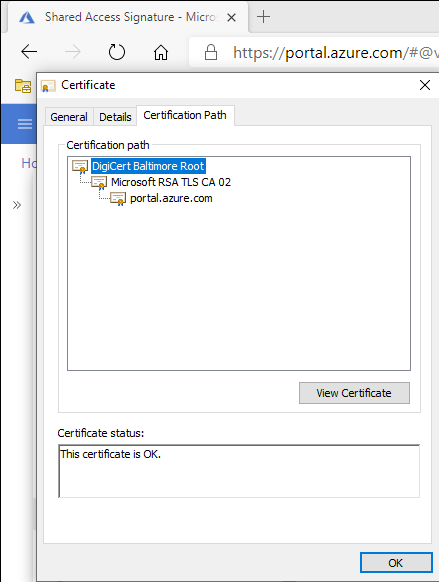 Shared Access Signature - Micros
https://portal.azure.com/#@v
Certificate
Ho
General Details Certification Path
Certification path
DigiCert Baltimore Root
Microsoft RSA TLS CA 02
portal.azure.com
View Certificate
Certificate status:
This certificate is OK.
OK